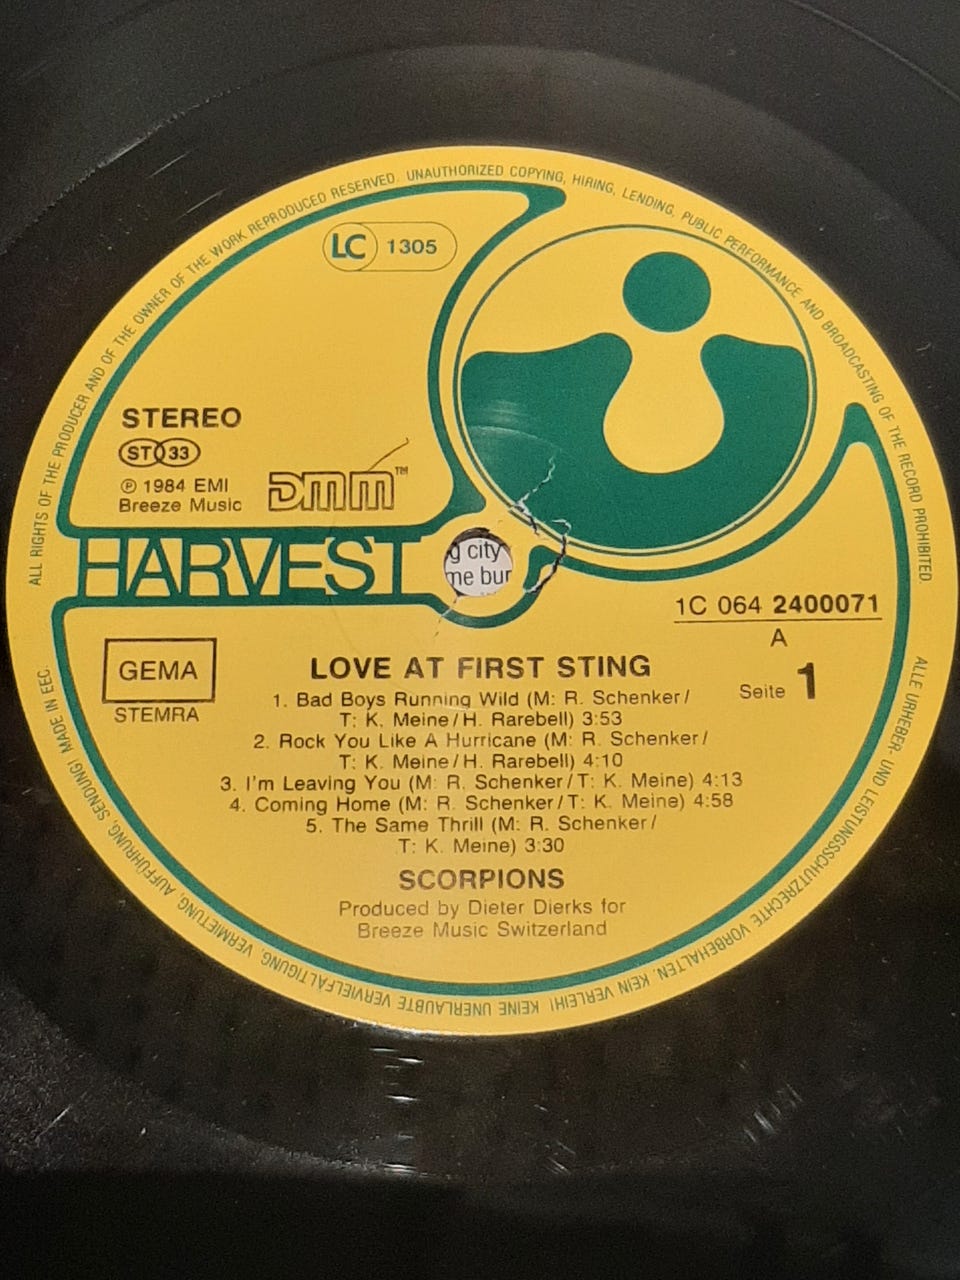 ALL RIGHTS OF THE PRODUCER AND OF THE OWNER OF THE WORK REPRODUCED RESERVED. UNAUTHORIZED COPYING, HIRING, LENDING, PUBLIC PERFORMANCE AND BROADCASTING OF THE RECORD PROHIBITED
LC 1305
STEREO
ST 33
℗ 1984 EMI
Breeze Music
DMM™
HARVEST
g city
me bur
1C 064 2400071
A
Seite 1
GEMA
STEMRA
LOVE AT FIRST STING
1. Bad Boys Running Wild (M: R. Schenker/
T: K. Meine/H. Rarebell) 3:53
2. Rock You Like A Hurricane (M: R. Schenker/
T: K. Meine/H. Rarebell) 4:10
3. I'm Leaving You (M: R. Schenker/T: K. Meine) 4:13
4. Coming Home (M: R. Schenker/T: K. Meine) 4:58
5. The Same Thrill (M: R. Schenker/
T: K. Meine) 3:30
SCORPIONS
Produced by Dieter Dierks for
Breeze Music Switzerland
ALLE URHEBER- UND LEISTUNGSSCHUTZRECHTE VORBEHALTEN. KEIN VERLEIH! KEINE UNERLAUBTE VERVIELFÄLTIGUNG, VERMIETUNG, AUFFÜHRUNG, SENDUNG! MADE IN EEC.